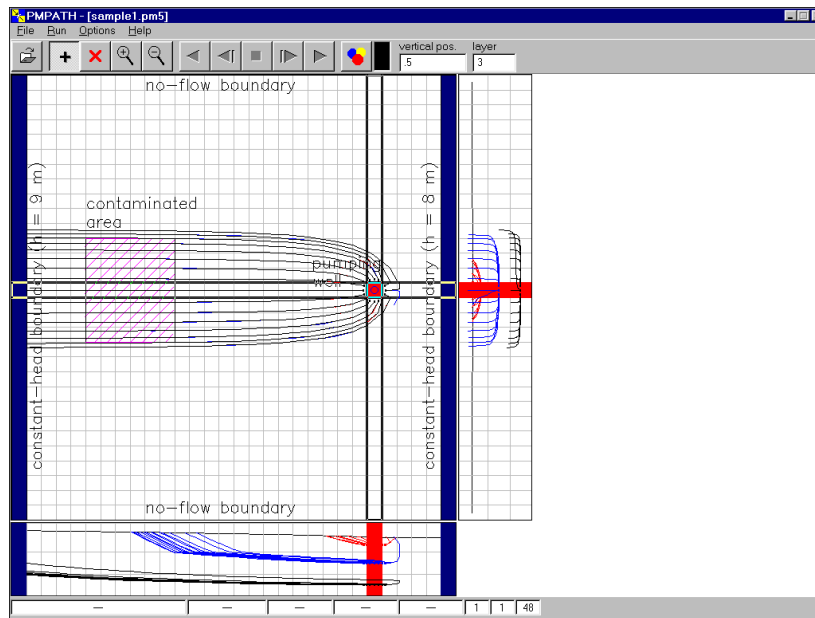 PMPATH - [sample1.pm5]
File Run Options Help
vertical pos. layer
.5 3
no-flow boundary
constant-head boundary (h = 9 m)
contaminated
area
pumping
well
constant-head boundary (h = 8 m)
no-flow boundary
— — — — — 1 1 48